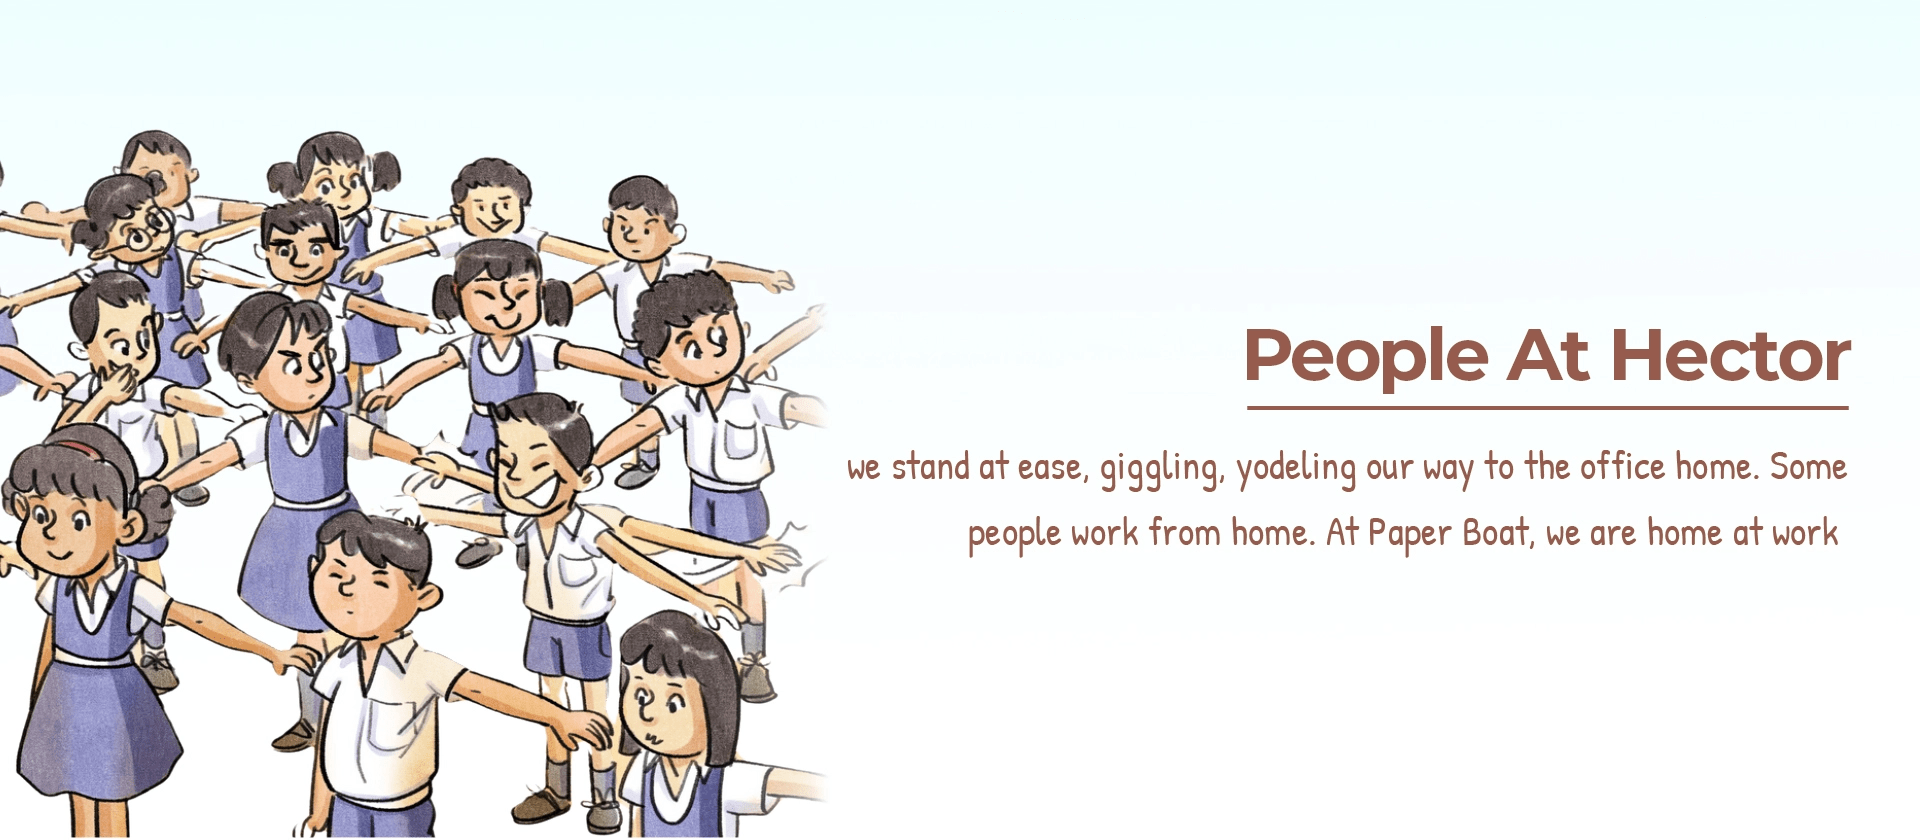 People At Hector
we stand at ease, giggling, yodeling our way to the office home. Some
people work from home. At Paper Boat, we are home at work